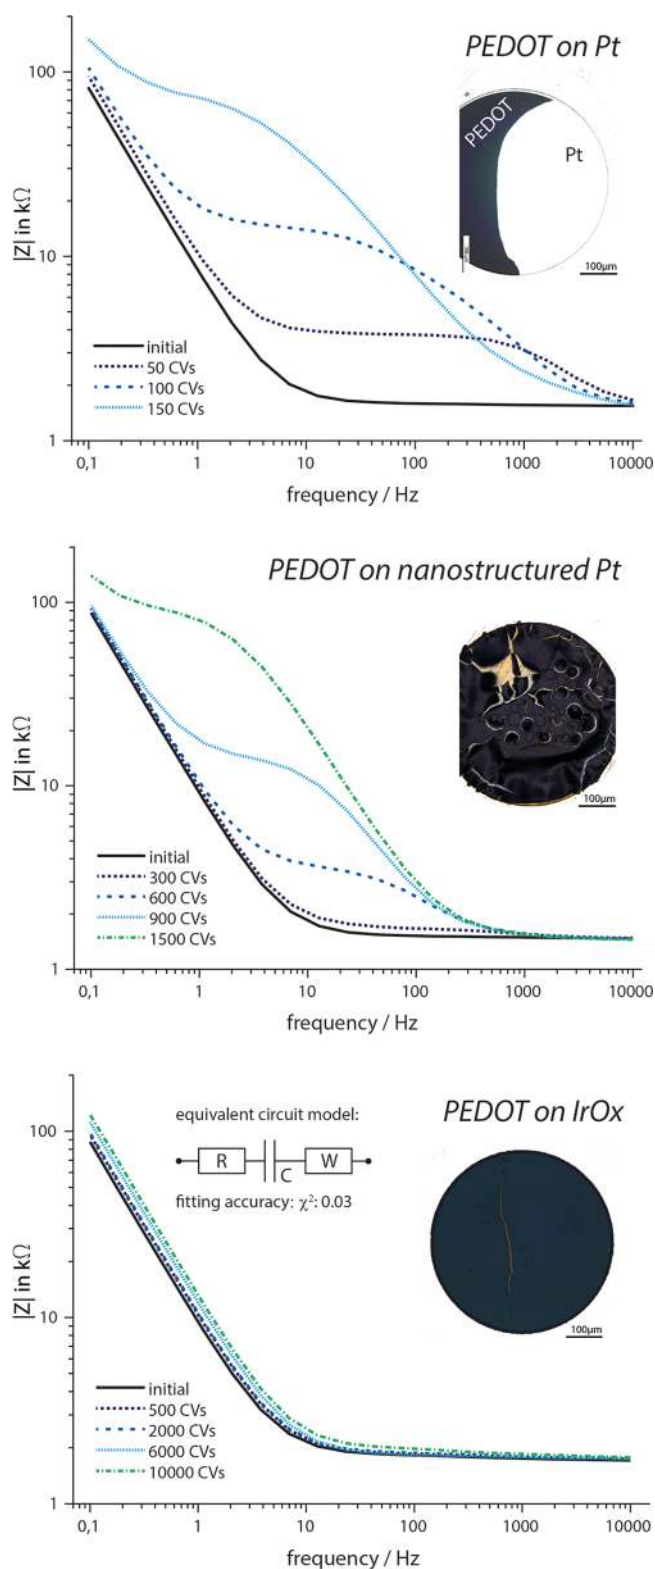 PEDOT on Pt
100
PEDOT
Pt
|Z| in kΩ
10
100µm
initial
50 CVs
100 CVs
150 CVs
1
0,1 1 10 100 1000 10000
frequency / Hz
PEDOT on nanostructured Pt
100
|Z| in kΩ
10
100µm
initial
300 CVs
600 CVs
900 CVs
1500 CVs
1
0,1 1 10 100 1000 10000
frequency / Hz
equivalent circuit model:
PEDOT on IrOx
100
R C W
fitting accuracy: χ²: 0.03
|Z| in kΩ
10
100µm
initial
500 CVs
2000 CVs
6000 CVs
10000 CVs
1
0,1 1 10 100 1000 10000
frequency / Hz